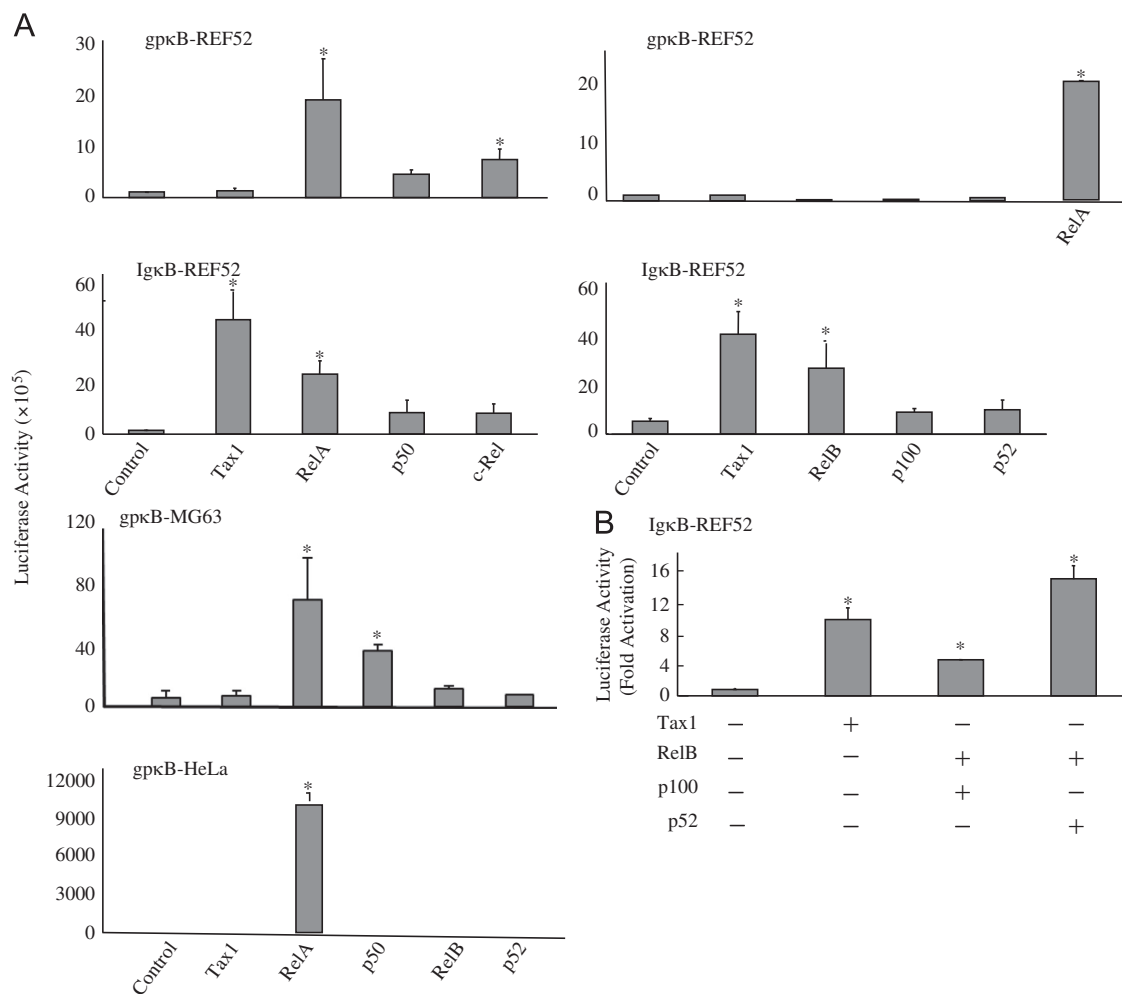 A
gpκB-REF52
30
20
10
0
*
*
gpκB-REF52
20
10
0
*
RelA
IgκB-REF52
60
40
20
0
*
*
Control
Tax1
RelA
p50
c-Rel
IgκB-REF52
60
40
20
0
*
*
Control
Tax1
RelB
p100
p52
Luciferase Activity (×10⁵)
gpκB-MG63
120
80
40
0
*
*
gpκB-HeLa
12000
9000
6000
3000
0
*
Control
Tax1
RelA
p50
RelB
p52
B
IgκB-REF52
Luciferase Activity
(Fold Activation)
16
12
8
4
0
*
*
*
Tax1 − + − −
RelB − − + +
p100 − − + −
p52 − − − +